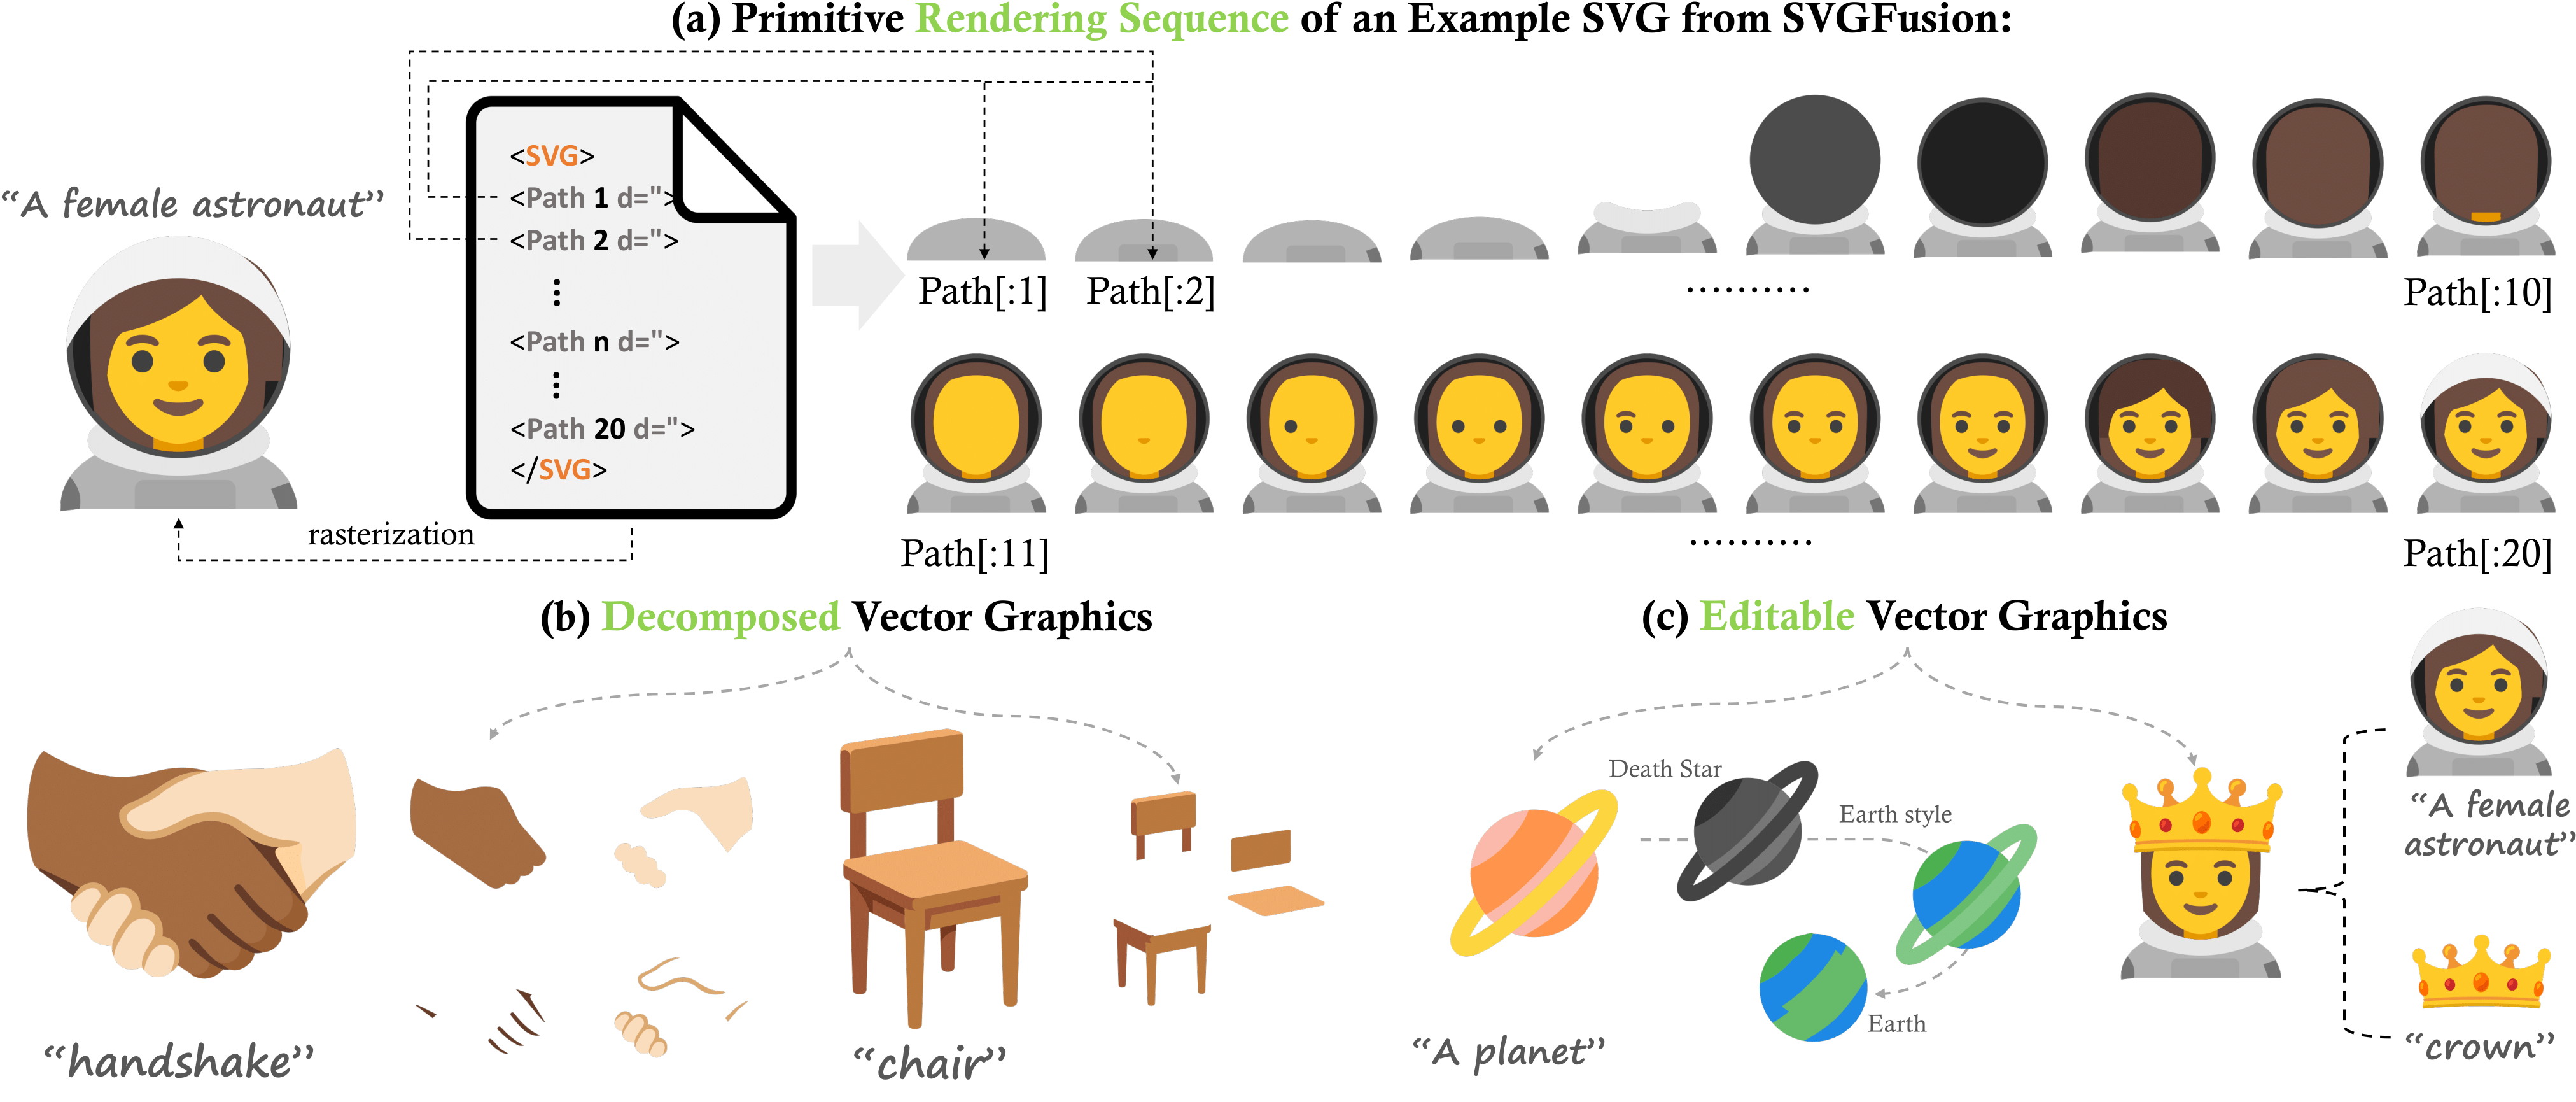 (a) Primitive Rendering Sequence of an Example SVG from SVGFusion:
“A female astronaut”
<SVG>
<Path 1 d=">
<Path 2 d=">
⋮
<Path n d=">
⋮
<Path 20 d=">
</SVG>
rasterization
Path[:1] Path[:2] .......... Path[:10]
Path[:11] .......... Path[:20]
(b) Decomposed Vector Graphics
“handshake”
“chair”
(c) Editable Vector Graphics
Death Star
Earth style
Earth
“A planet”
“A female
astronaut”
“crown”